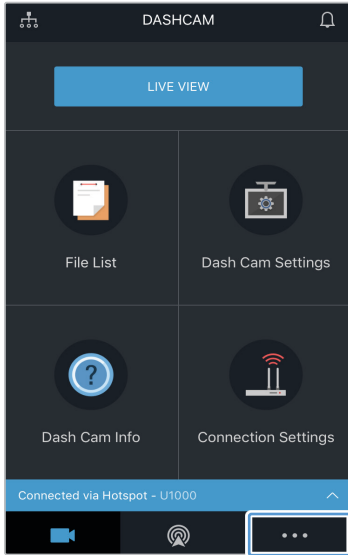 DASHCAM
LIVE VIEW
File List
Dash Cam Settings
Dash Cam Info
Connection Settings
Connected via Hotspot - U1000